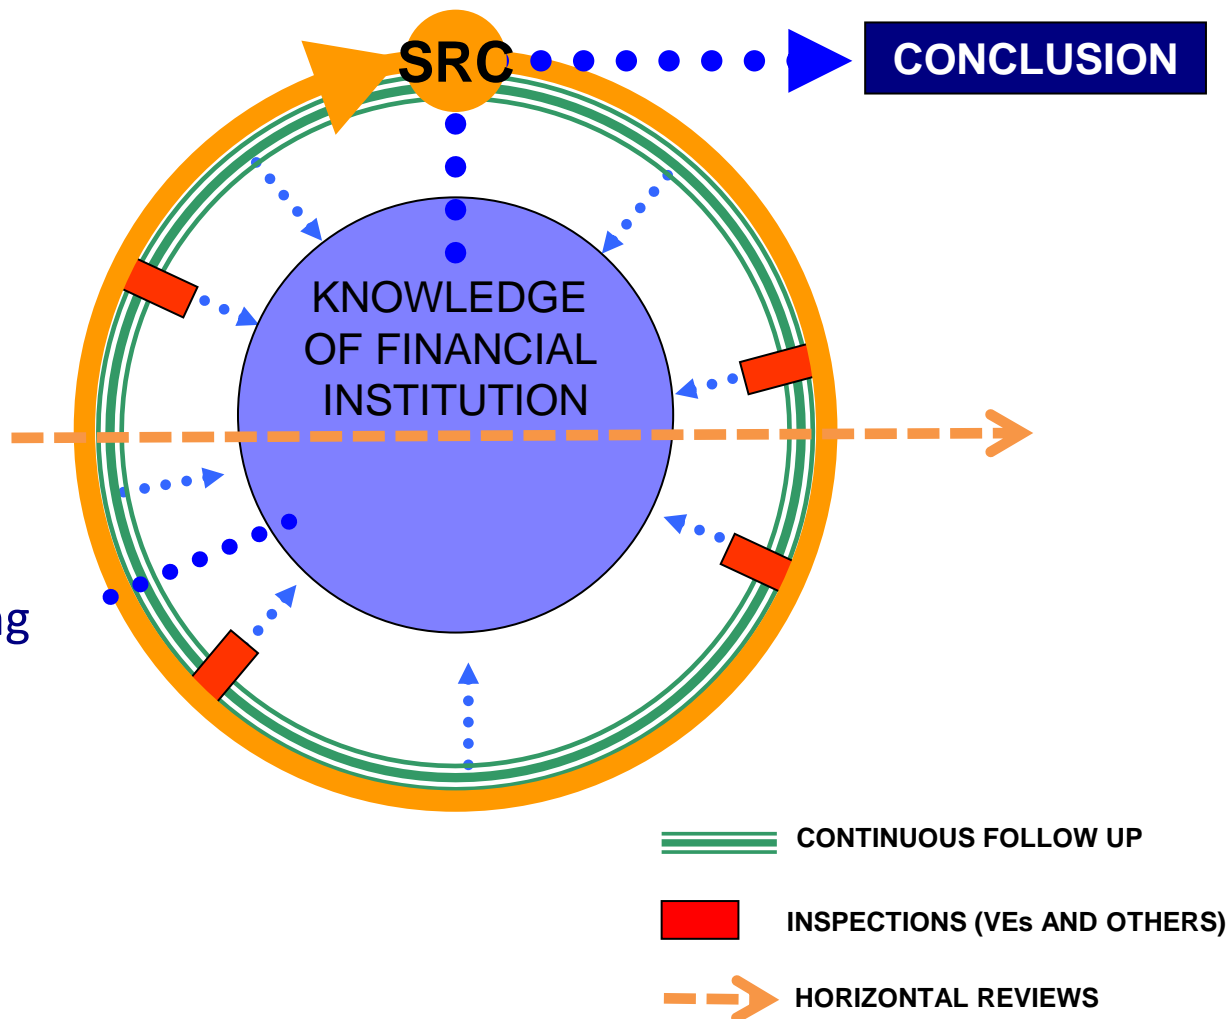 SRC
CONCLUSION
KNOWLEDGE
OF FINANCIAL
INSTITUTION
CONTINUOUS FOLLOW UP
INSPECTIONS (VEs AND OTHERS)
HORIZONTAL REVIEWS